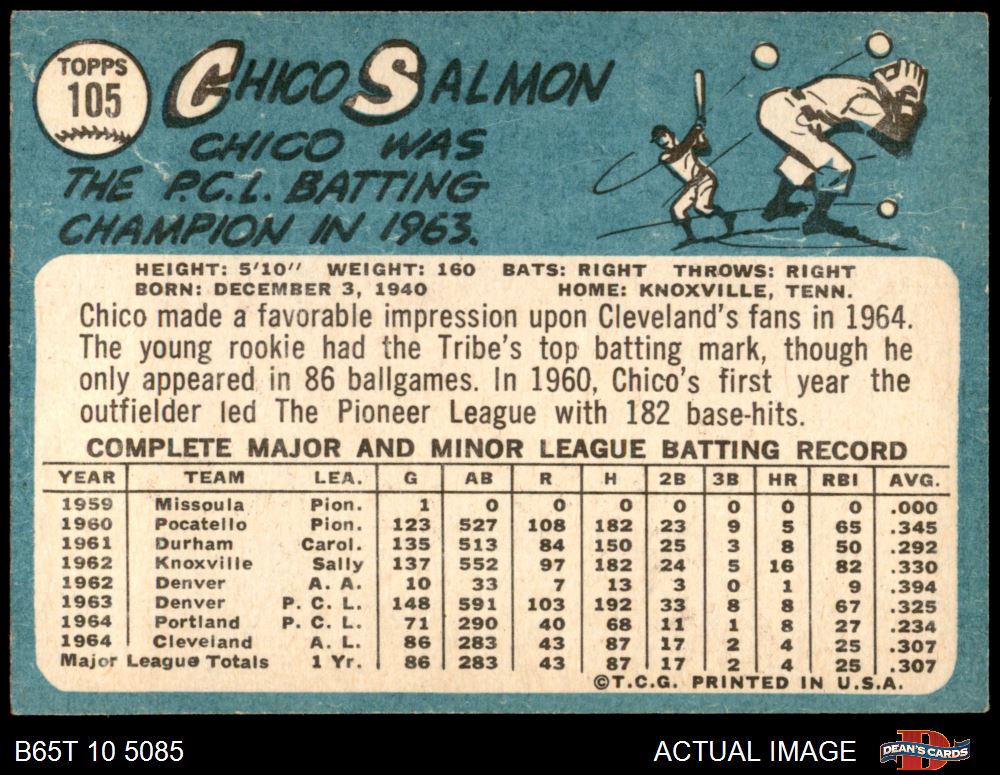 TOPPS
105
CHICO SALMON
CHICO WAS
THE P.C.L. BATTING
CHAMPION IN 1963.
HEIGHT: 5'10" WEIGHT: 160 BATS: RIGHT THROWS: RIGHT
BORN: DECEMBER 3, 1940 HOME: KNOXVILLE, TENN.
Chico made a favorable impression upon Cleveland's fans in 1964.
The young rookie had the Tribe's top batting mark, though he
only appeared in 86 ballgames. In 1960, Chico's first year the
outfielder led The Pioneer League with 182 base-hits.
COMPLETE MAJOR AND MINOR LEAGUE BATTING RECORD
YEAR TEAM LEA. G AB R H 2B 3B HR RBI AVG.
1959 Missoula Pion. 1 0 0 0 0 0 0 0 .000
1960 Pocatello Pion. 123 527 108 182 23 9 5 65 .345
1961 Durham Carol. 135 513 84 150 25 3 8 50 .292
1962 Knoxville Sally 137 552 97 182 24 5 16 82 .330
1962 Denver A. A. 10 33 7 13 3 0 1 9 .394
1963 Denver P. C. L. 148 591 103 192 33 8 8 67 .325
1964 Portland P. C. L. 71 290 40 68 11 1 8 27 .234
1964 Cleveland A. L. 86 283 43 87 17 2 4 25 .307
Major League Totals 1 Yr. 86 283 43 87 17 2 4 25 .307
©T.C.G. PRINTED IN U.S.A.
B65T 10 5085 ACTUAL IMAGE D DEAN'S CARDS